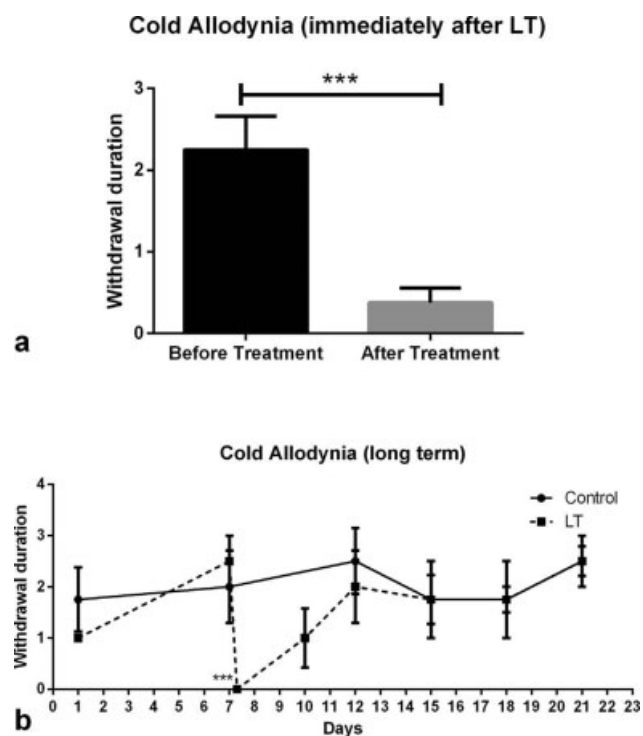 Cold Allodynia (immediately after LT)
***
3
2
1
0
Withdrawal duration
Before Treatment After Treatment
a
Cold Allodynia (long term)
4
3
2
1
0
Withdrawal duration
Control
LT
***
0 1 2 3 4 5 6 7 8 9 10 11 12 13 14 15 16 17 18 19 20 21 22 23
Days
b